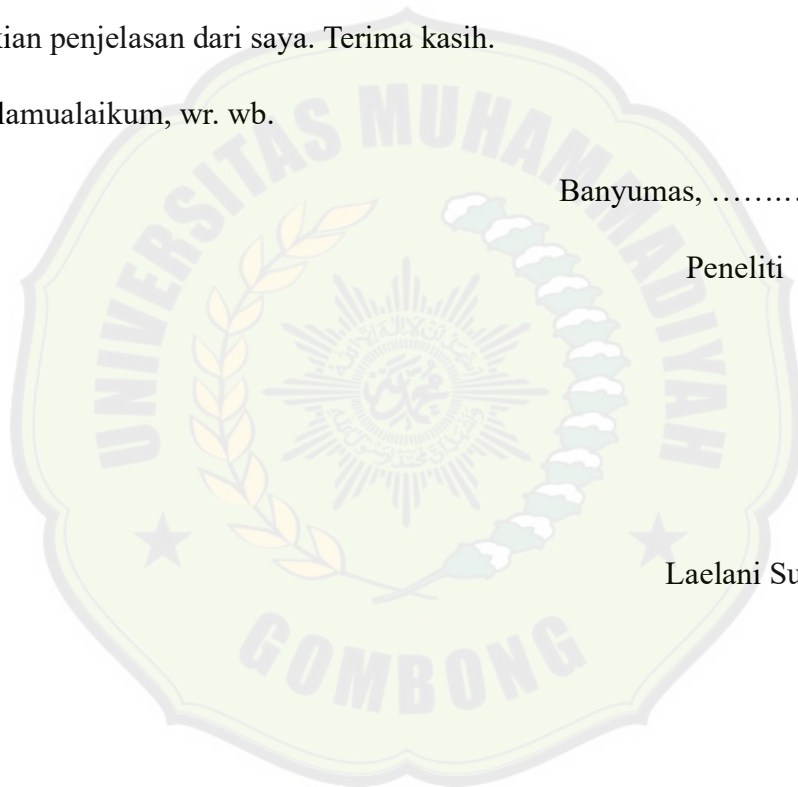 kian penjelasan dari saya. Terima kasih.
lamualaikum, wr. wb.
Banyumas, ………
Peneliti
Laelani Su
UNIVERSITAS MUHAMMADIYAH
GOMBONG